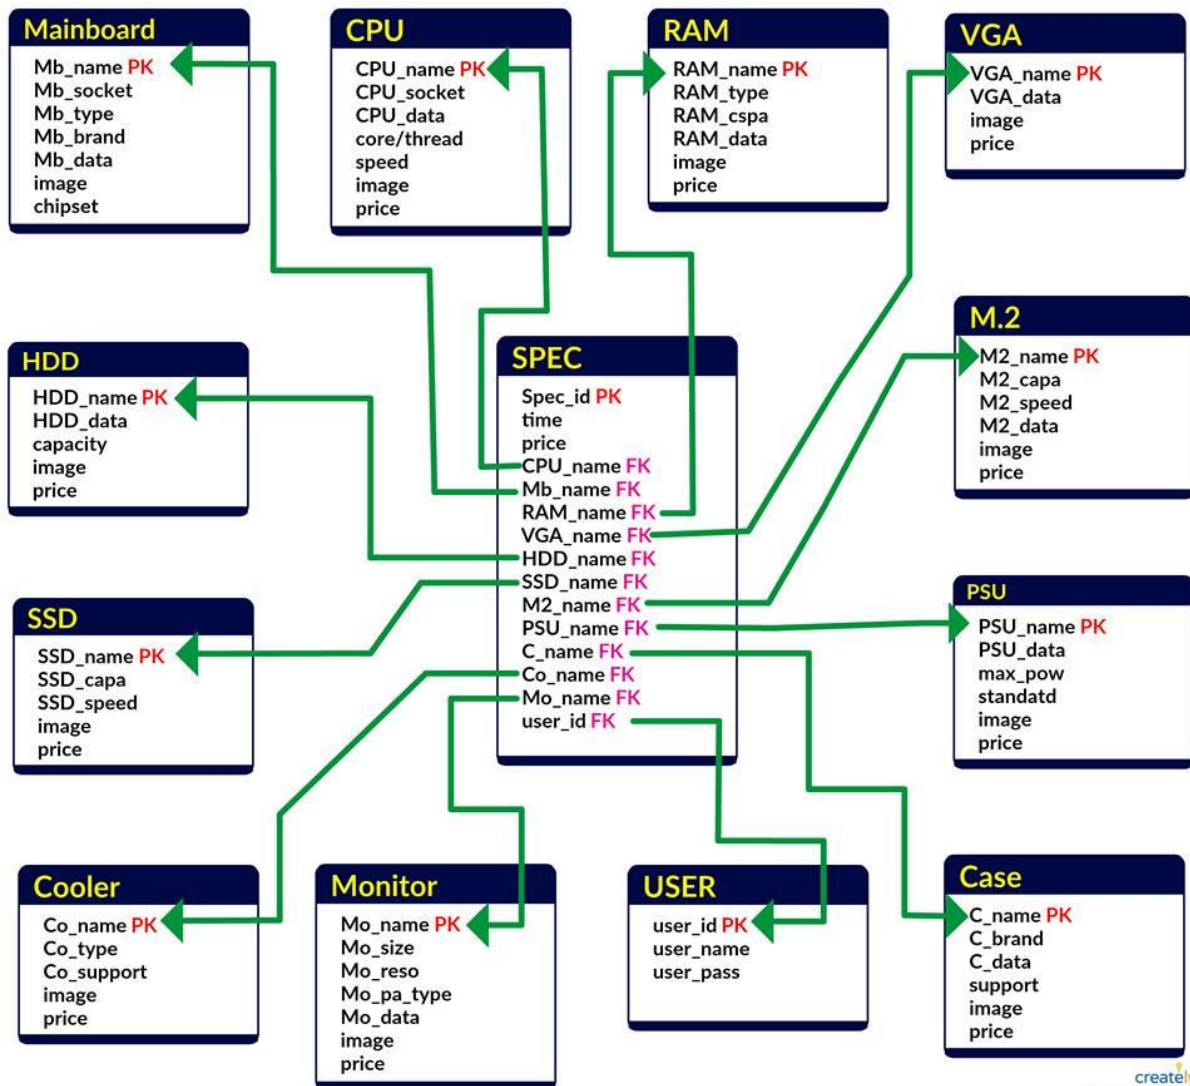 Mainboard
Mb_name PK
Mb_socket
Mb_type
Mb_brand
Mb_data
image
chipset
CPU
CPU_name PK
CPU_socket
CPU_data
core/thread
speed
image
price
RAM
RAM_name PK
RAM_type
RAM_cspa
RAM_data
image
price
VGA
VGA_name PK
VGA_data
image
price
HDD
HDD_name PK
HDD_data
capacity
image
price
SPEC
Spec_id PK
time
price
CPU_name FK
Mb_name FK
RAM_name FK
VGA_name FK
HDD_name FK
SSD_name FK
M2_name FK
PSU_name FK
C_name FK
Co_name FK
Mo_name FK
user_id FK
M.2
M2_name PK
M2_capa
M2_speed
M2_data
image
price
SSD
SSD_name PK
SSD_capa
SSD_speed
image
price
PSU
PSU_name PK
PSU_data
max_pow
standatd
image
price
Cooler
Co_name PK
Co_type
Co_support
image
price
Monitor
Mo_name PK
Mo_size
Mo_reso
Mo_pa_type
Mo_data
image
price
USER
user_id PK
user_name
user_pass
Case
C_name PK
C_brand
C_data
support
image
price